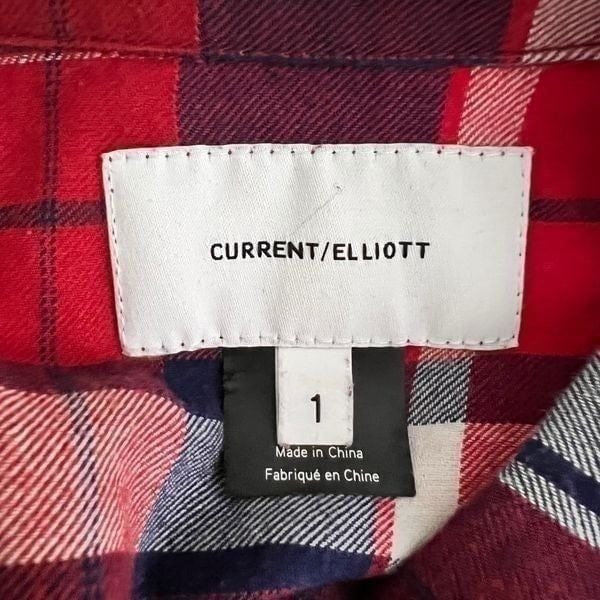 CURRENT/ELLIOTT
1
Made in China
Fabriqué en Chine